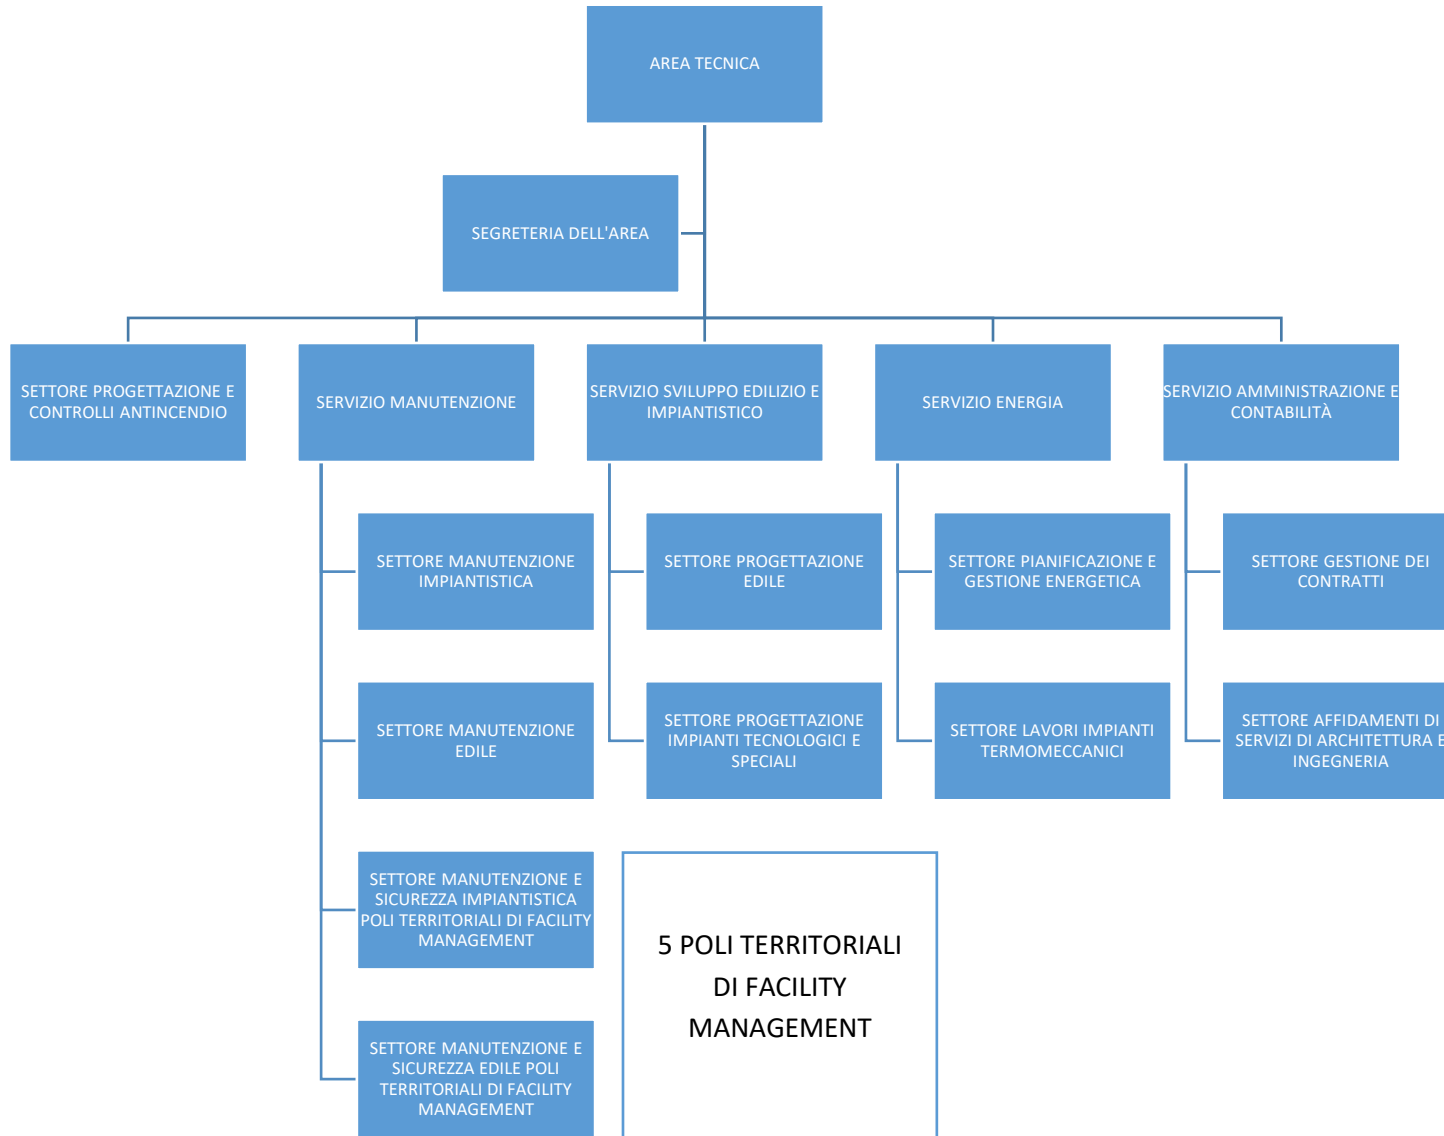 AREA TECNICA
SEGRETERIA DELL'AREA
SETTORE PROGETTAZIONE E
CONTROLLI ANTINCENDIO
SERVIZIO MANUTENZIONE
SERVIZIO SVILUPPO EDILIZIO E
IMPIANTISTICO
SERVIZIO ENERGIA
SERVIZIO AMMINISTRAZIONE E
CONTABILITÀ
SETTORE MANUTENZIONE
IMPIANTISTICA
SETTORE PROGETTAZIONE
EDILE
SETTORE PIANIFICAZIONE E
GESTIONE ENERGETICA
SETTORE GESTIONE DEI
CONTRATTI
SETTORE MANUTENZIONE
EDILE
SETTORE PROGETTAZIONE
IMPIANTI TECNOLOGICI E
SPECIALI
SETTORE LAVORI IMPIANTI
TERMOMECCANICI
SETTORE AFFIDAMENTI DI
SERVIZI DI ARCHITETTURA E
INGEGNERIA
SETTORE MANUTENZIONE E
SICUREZZA IMPIANTISTICA
POLI TERRITORIALI DI FACILITY
MANAGEMENT
5 POLI TERRITORIALI
DI FACILITY
MANAGEMENT
SETTORE MANUTENZIONE E
SICUREZZA EDILE POLI
TERRITORIALI DI FACILITY
MANAGEMENT